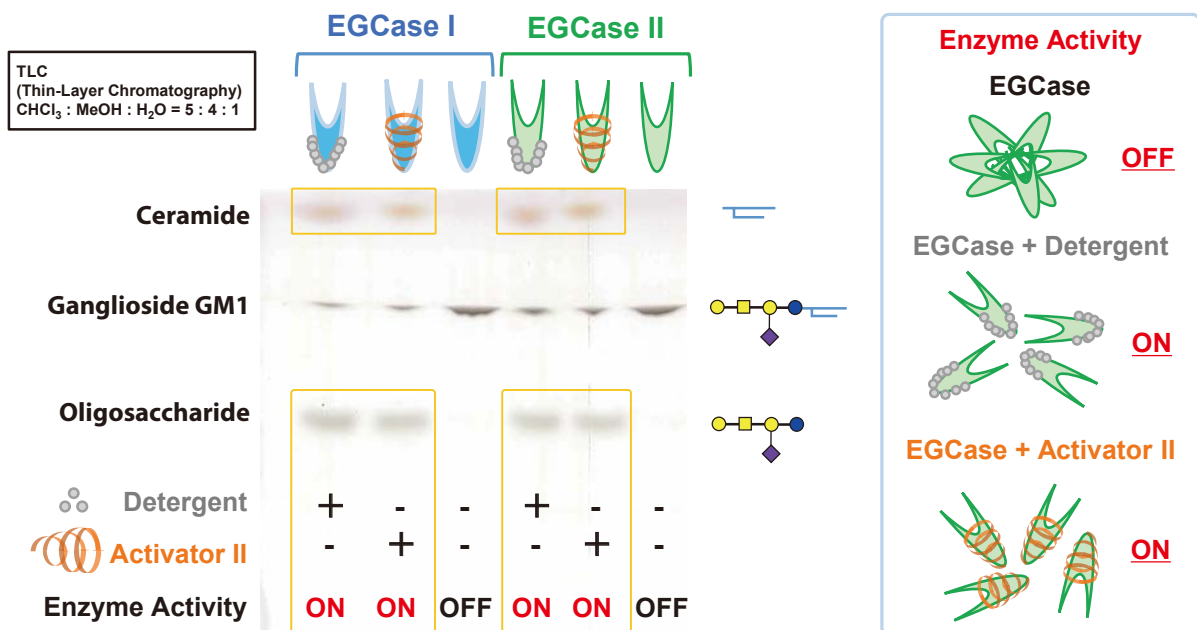 EGCase I
EGCase II
TLC
(Thin-Layer Chromatography)
CHCl₃ : MeOH : H₂O = 5 : 4 : 1
Ceramide
Ganglioside GM1
Oligosaccharide
Detergent + - - + - -
Activator II - + - - + -
Enzyme Activity ON ON OFF ON ON OFF
Enzyme Activity
EGCase
OFF
EGCase + Detergent
ON
EGCase + Activator II
ON